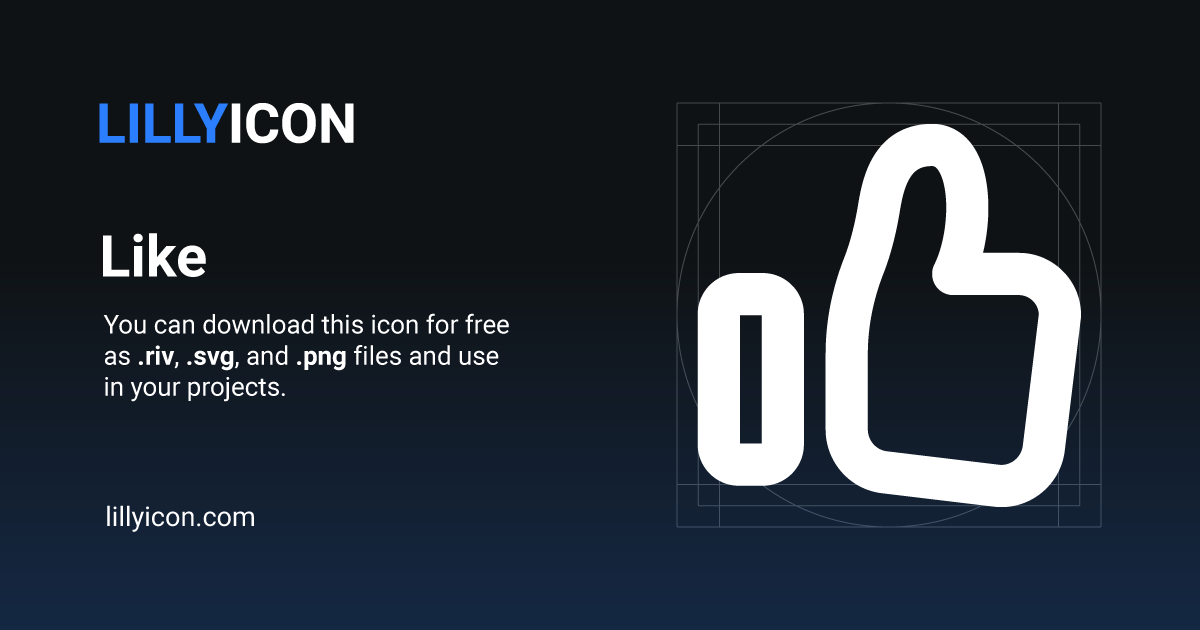 LILLYICON
Like
You can download this icon for free
as .riv, .svg, and .png files and use
in your projects.
lillyicon.com